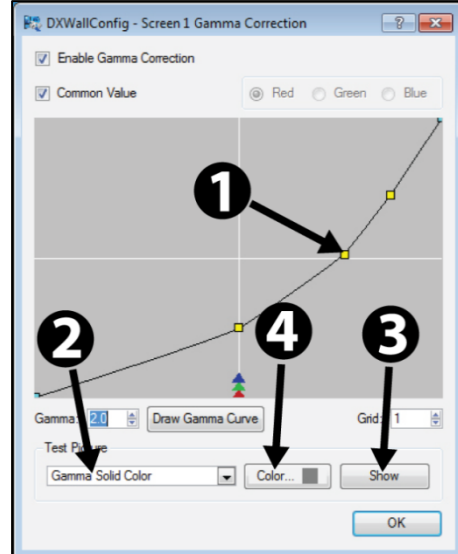 DXWallConfig - Screen 1 Gamma Correction
Enable Gamma Correction
Common Value Red Green Blue
1
2 4 3
Gamma: 2.0 Draw Gamma Curve Grid: 1
Test Picture
Gamma Solid Color Color... Show
OK